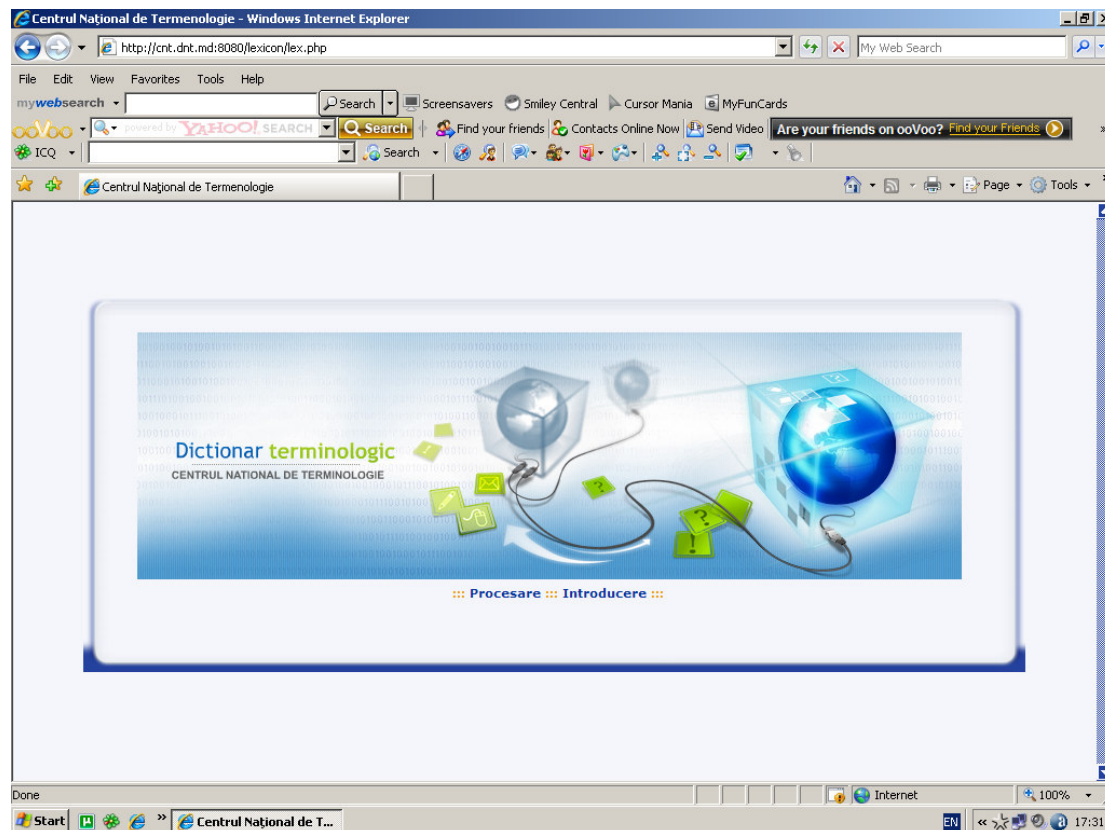 Centrul Național de Termenologie - Windows Internet Explorer
http://cnt.dnt.md:8080/lexicon/lex.php
My Web Search
File Edit View Favorites Tools Help
mywebsearch Search Screensavers Smiley Central Cursor Mania MyFunCards
ooVoo powered by YAHOO! SEARCH Search Find your friends Contacts Online Now Send Video Are your friends on ooVoo? Find your Friends »
ICQ Search
Centrul Național de Termenologie Page Tools
Dictionar terminologic
CENTRUL NATIONAL DE TERMINOLOGIE
::: Procesare ::: Introducere :::
Done Internet 100%
Start » Centrul Național de T... EN « 17:31